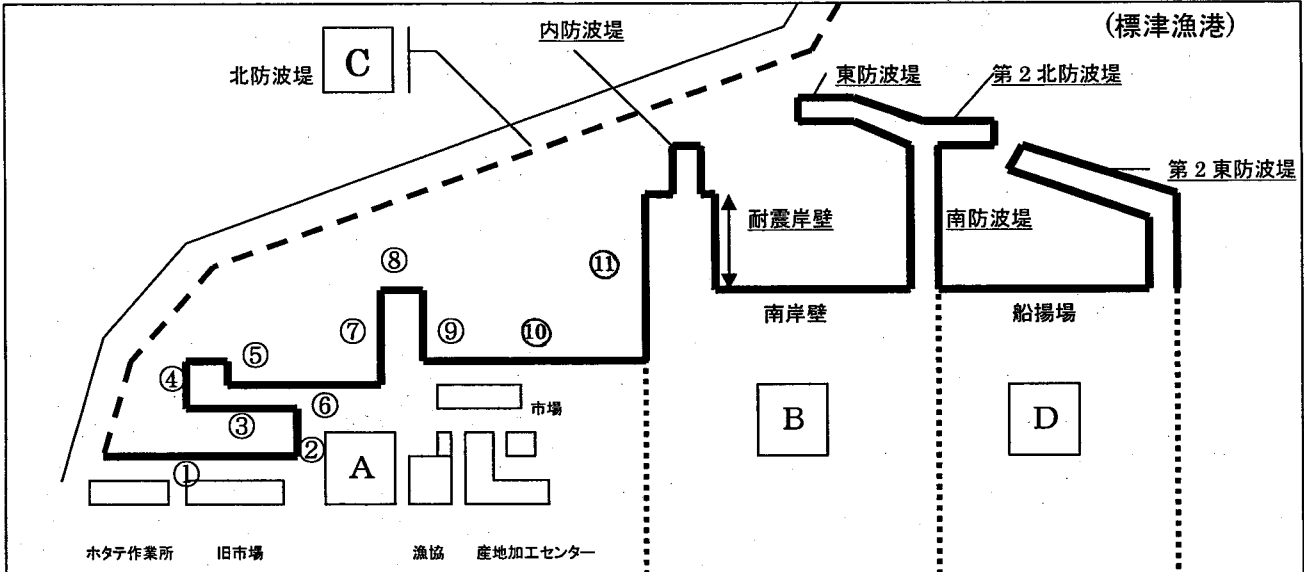 (標津漁港)
内防波堤
北防波堤
C
東防波堤
第2北防波堤
第2東防波堤
耐震岸壁
南防波堤
⑧
⑪
南岸壁
船揚場
⑦
⑨
⑩
⑤
④
⑥
市場
③
②
①
A
B
D
ホタテ作業所
旧市場
漁協
産地加工センター